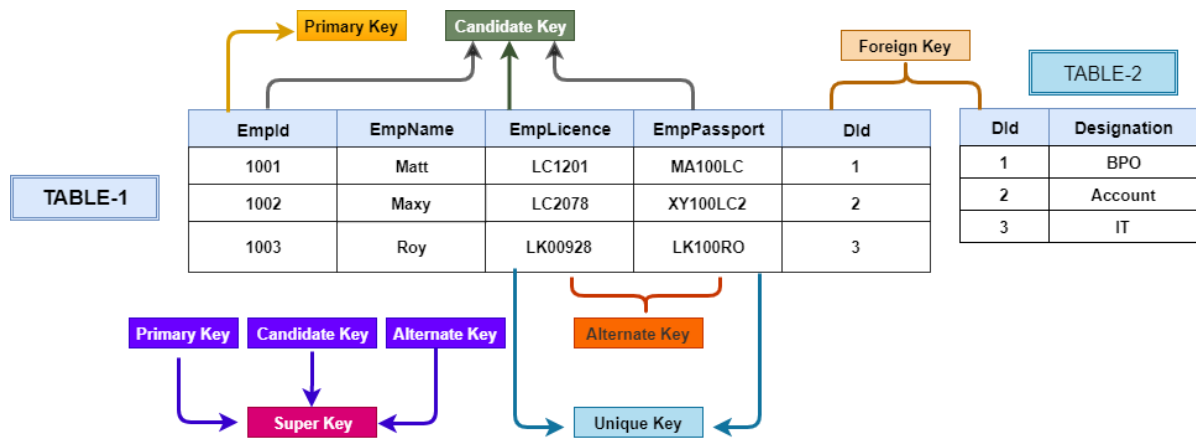 Primary Key
Candidate Key
Foreign Key
TABLE-2
EmpId EmpName EmpLicence EmpPassport DId
DId Designation
1001 Matt LC1201 MA100LC 1
1 BPO
TABLE-1
1002 Maxy LC2078 XY100LC2 2
2 Account
1003 Roy LK00928 LK100RO 3
3 IT
Primary Key
Candidate Key
Alternate Key
Alternate Key
Super Key
Unique Key